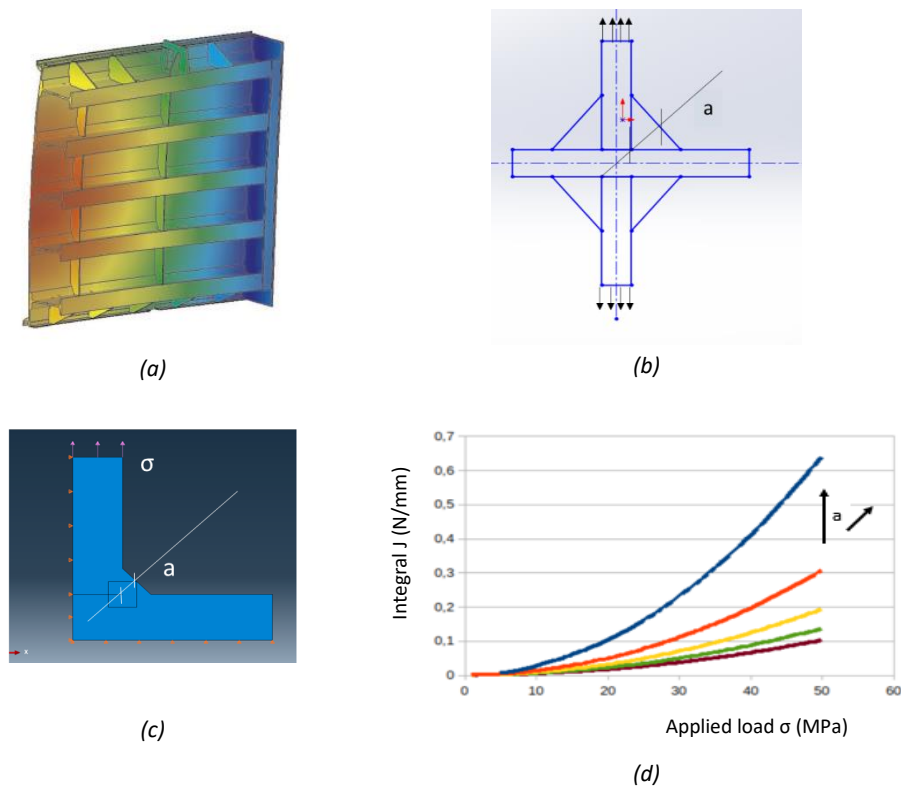 a
(a)
(b)
σ
a
x
(c)
Integral J (N/mm)
0,7
0,6
0,5
0,4
0,3
0,2
0,1
0
a
0 10 20 30 40 50 60
Applied load σ (MPa)
(d)